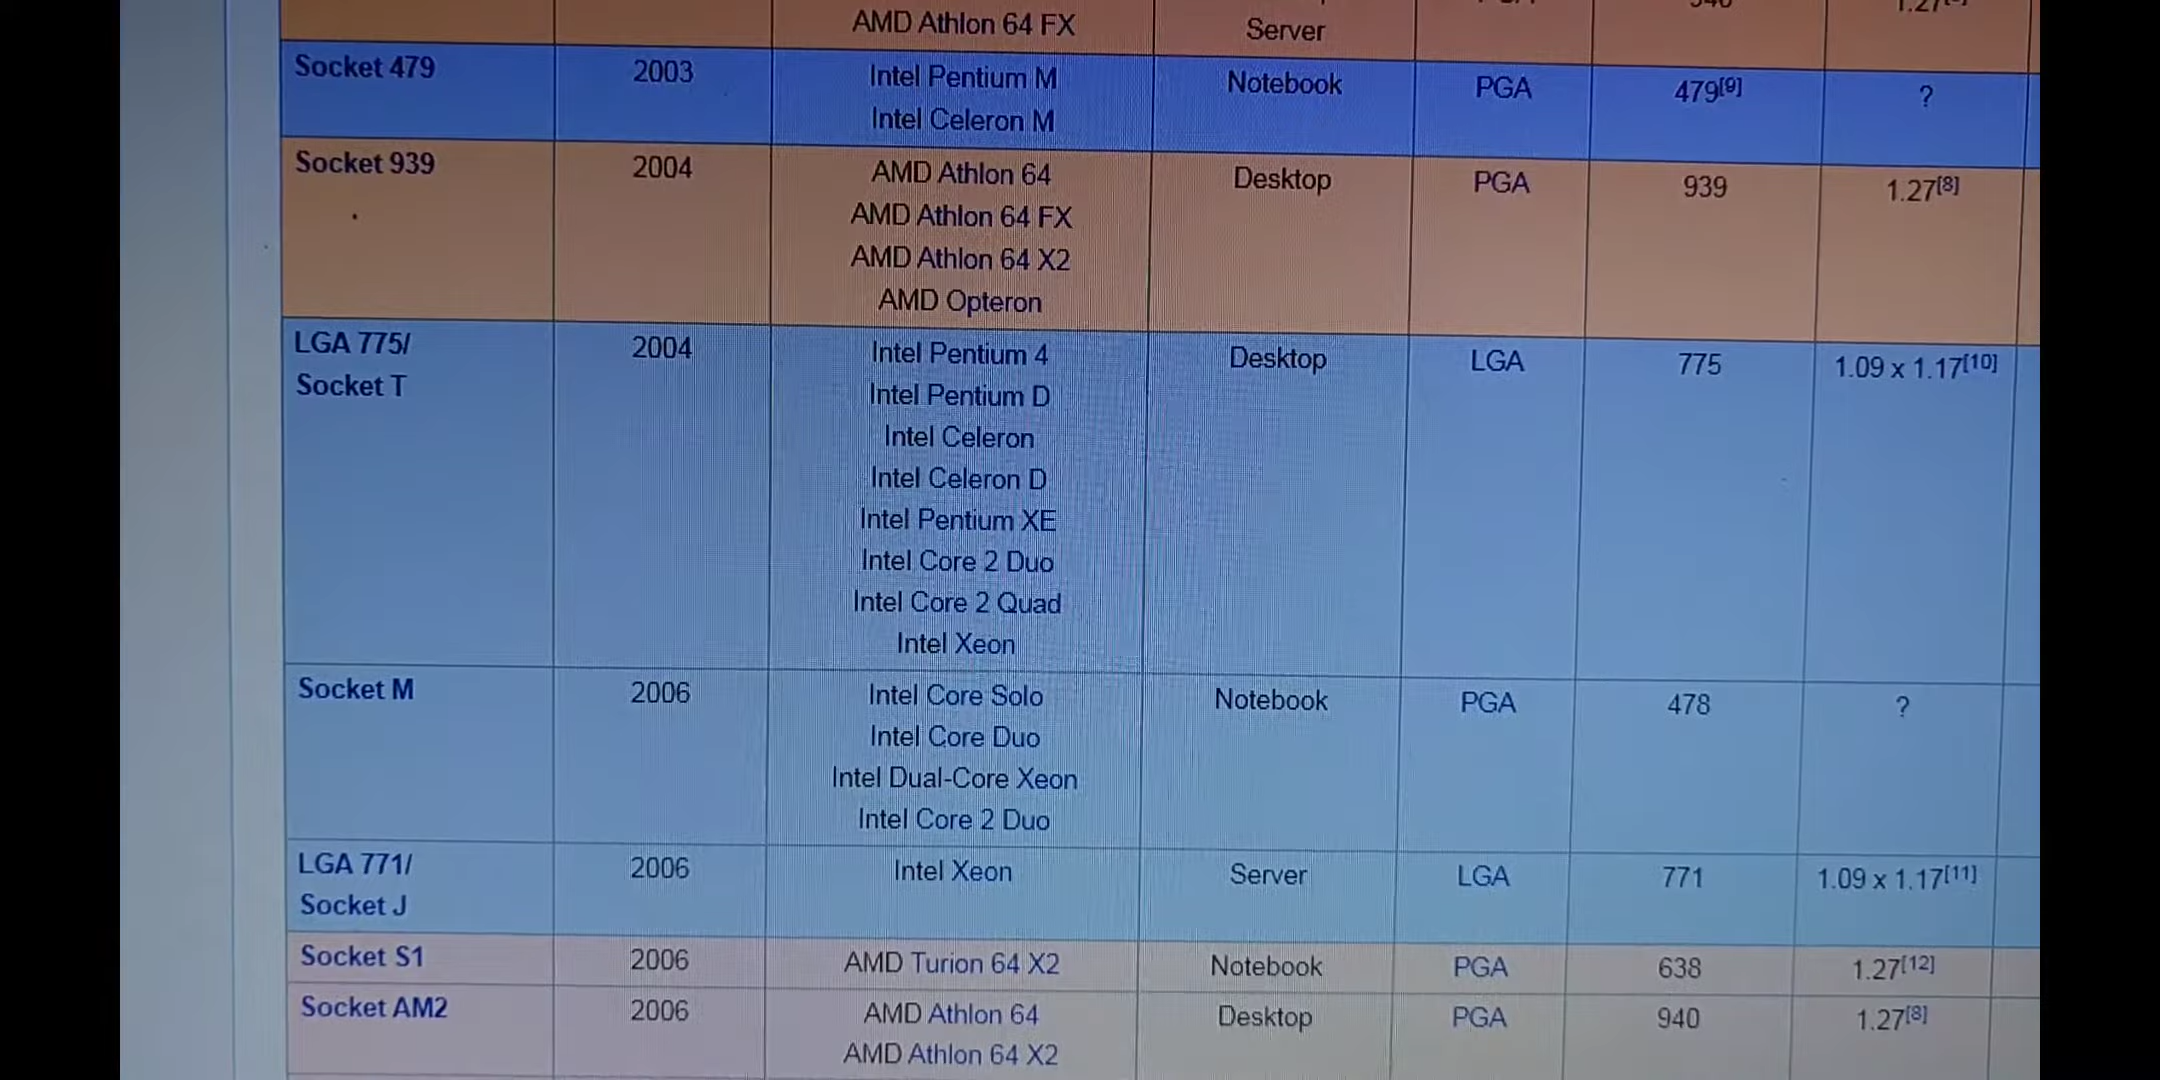 AMD Athlon 64 FX Server
Socket 479 2003 Intel Pentium M Notebook PGA 479[9] ?
Intel Celeron M
Socket 939 2004 AMD Athlon 64 Desktop PGA 939 1.27[8]
AMD Athlon 64 FX
AMD Athlon 64 X2
AMD Opteron
LGA 775/ 2004 Intel Pentium 4 Desktop LGA 775 1.09 x 1.17[10]
Socket T Intel Pentium D
Intel Celeron
Intel Celeron D
Intel Pentium XE
Intel Core 2 Duo
Intel Core 2 Quad
Intel Xeon
Socket M 2006 Intel Core Solo Notebook PGA 478 ?
Intel Core Duo
Intel Dual-Core Xeon
Intel Core 2 Duo
LGA 771/ 2006 Intel Xeon Server LGA 771 1.09 x 1.17[11]
Socket J
Socket S1 2006 AMD Turion 64 X2 Notebook PGA 638 1.27[12]
Socket AM2 2006 AMD Athlon 64 Desktop PGA 940 1.27[8]
AMD Athlon 64 X2